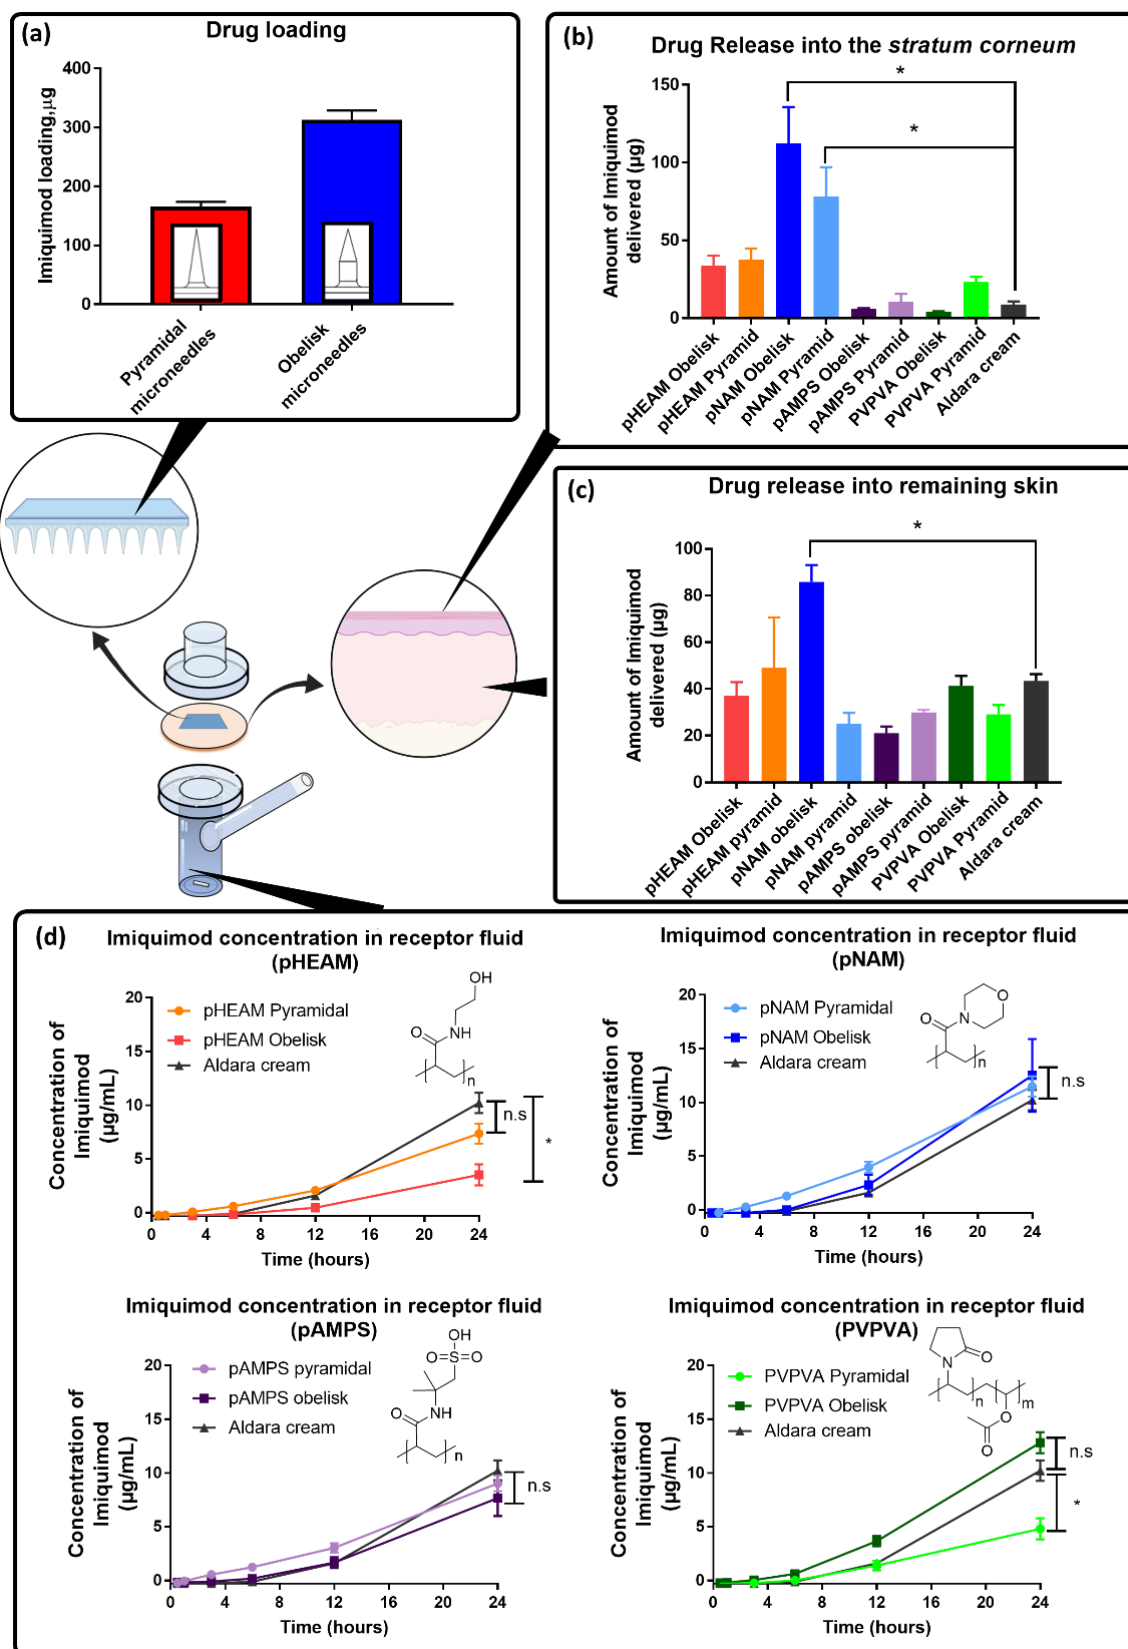 (a)
Drug loading
Imiquimod loading,µg
400
300
200
100
0
Pyramidal
microneedles
Obelisk
microneedles
(b)
Drug Release into the stratum corneum
Amount of Imiquimod
delivered (µg)
150
100
50
0
*
*
pHEAM Obelisk
pHEAM Pyramid
pNAM Obelisk
pNAM Pyramid
pAMPS Obelisk
pAMPS Pyramid
PVPVA Obelisk
PVPVA Pyramid
Aldara cream
(c)
Drug release into remaining skin
Amount of Imiquimod
delivered (µg)
100
80
60
40
20
0
*
pHEAM Obelisk
pHEAM pyramid
pNAM obelisk
pNAM pyramid
pAMPS obelisk
pAMPS pyramid
PVPVA Obelisk
PVPVA Pyramid
Aldara cream
(d)
Imiquimod concentration in receptor fluid
(pHEAM)
Concentration of
Imiquimod
(µg/mL)
20
15
10
5
0
pHEAM Pyramidal
pHEAM Obelisk
Aldara cream
OH
O
NH
n
n.s
*
0 4 8 12 16 20 24
Time (hours)
Imiquimod concentration in receptor fluid
(pNAM)
Concentration of
Imiquimod
(µg/mL)
20
15
10
5
0
pNAM Pyramidal
pNAM Obelisk
Aldara cream
O
N
O
n
n.s
0 4 8 12 16 20 24
Time (hours)
Imiquimod concentration in receptor fluid
(pAMPS)
Concentration of
Imiquimod
(µg/mL)
20
15
10
5
0
pAMPS pyramidal
pAMPS obelisk
Aldara cream
OH
O=S=O
O
NH
n
n.s
0 4 8 12 16 20 24
Time (hours)
Imiquimod concentration in receptor fluid
(PVPVA)
Concentration of
Imiquimod
(µg/mL)
20
15
10
5
0
PVPVA Pyramidal
PVPVA Obelisk
Aldara cream
N
O
n
m
O
O
n.s
*
0 4 8 12 16 20 24
Time (hours)